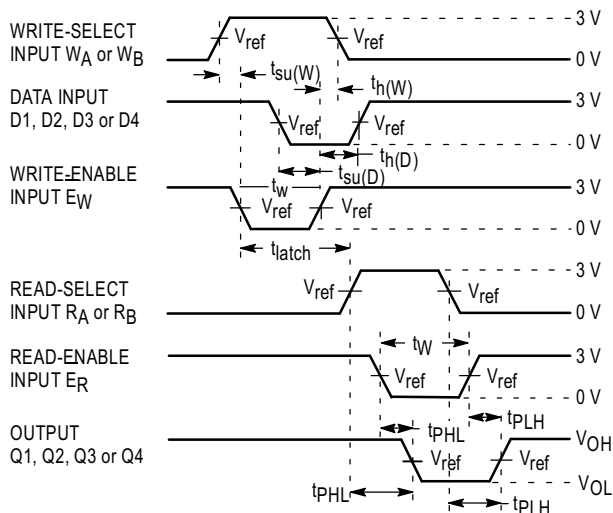 WRITE-SELECT
INPUT WA or WB
Vref
Vref
3 V
0 V
tsu(W)
th(W)
DATA INPUT
D1, D2, D3 or D4
Vref
Vref
3 V
0 V
th(D)
tsu(D)
WRITE-ENABLE
INPUT EW
tw
Vref
Vref
3 V
0 V
tlatch
READ-SELECT
INPUT RA or RB
Vref
Vref
3 V
0 V
READ-ENABLE
INPUT ER
tW
Vref
Vref
3 V
0 V
tPHL
tPLH
OUTPUT
Q1, Q2, Q3 or Q4
Vref
Vref
VOH
VOL
tPHL
tPLH